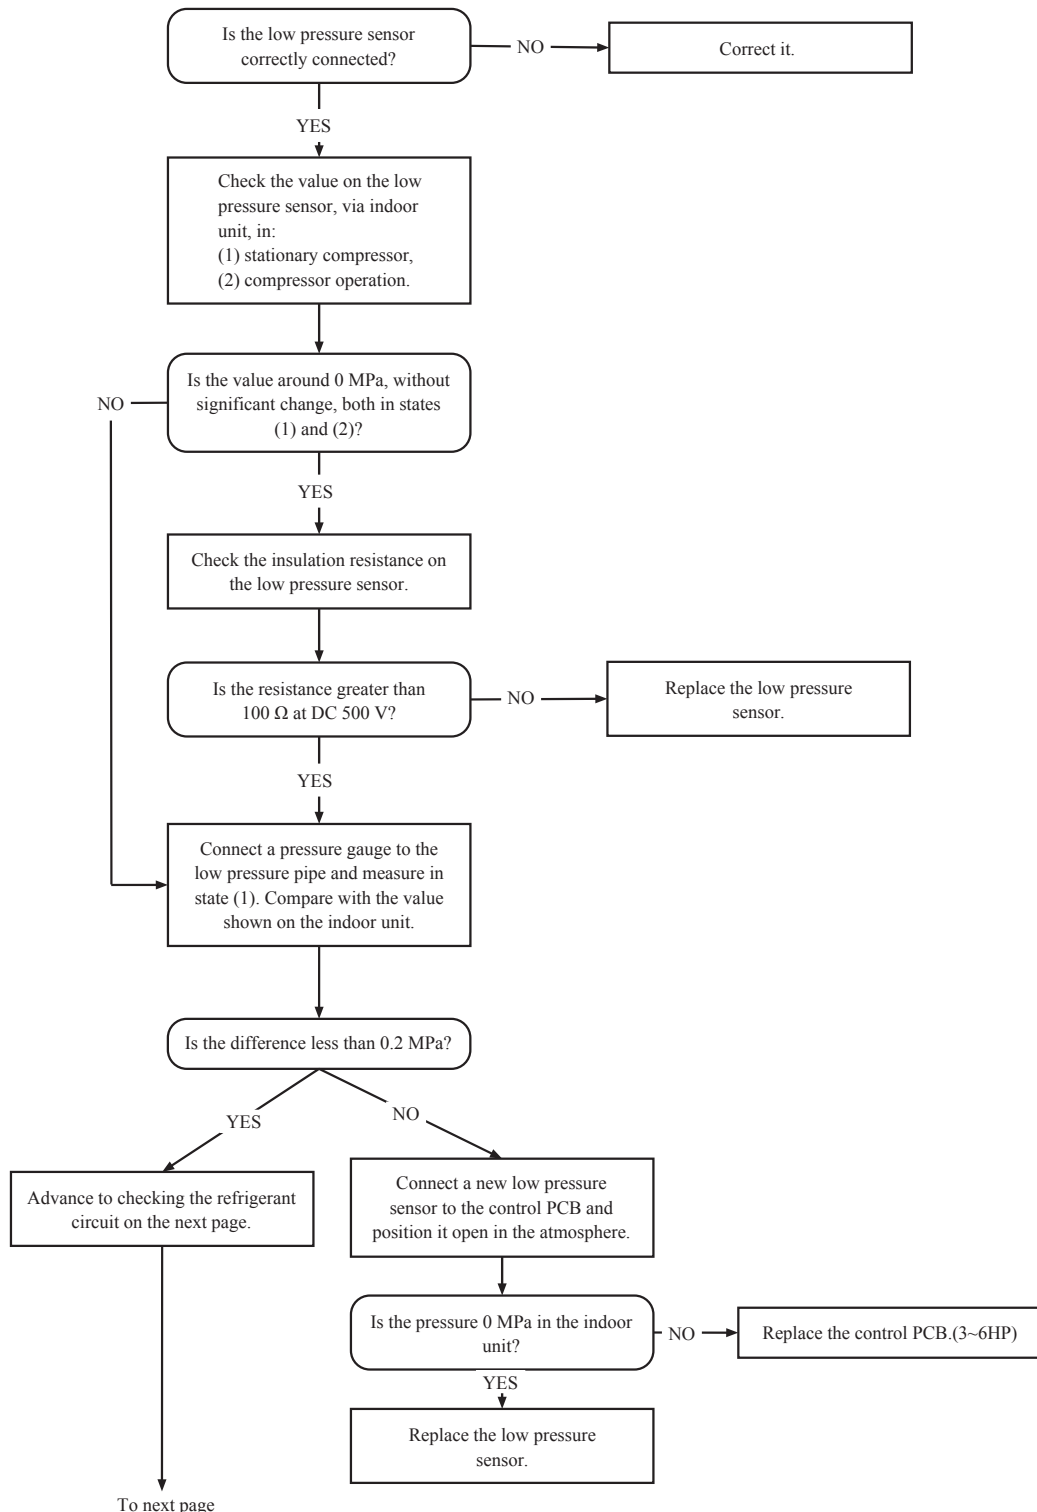 Is the low pressure sensor
correctly connected?
NO
Correct it.
YES
Check the value on the low
pressure sensor, via indoor
unit, in:
(1) stationary compressor,
(2) compressor operation.
Is the value around 0 MPa, without
significant change, both in states
(1) and (2)?
NO
YES
Check the insulation resistance on
the low pressure sensor.
Is the resistance greater than
100 Ω at DC 500 V?
NO
Replace the low pressure
sensor.
YES
Connect a pressure gauge to the
low pressure pipe and measure in
state (1). Compare with the value
shown on the indoor unit.
Is the difference less than 0.2 MPa?
YES
NO
Advance to checking the refrigerant
circuit on the next page.
Connect a new low pressure
sensor to the control PCB and
position it open in the atmosphere.
Is the pressure 0 MPa in the indoor
unit?
NO
Replace the control PCB.(3~6HP)
YES
Replace the low pressure
sensor.
To next page